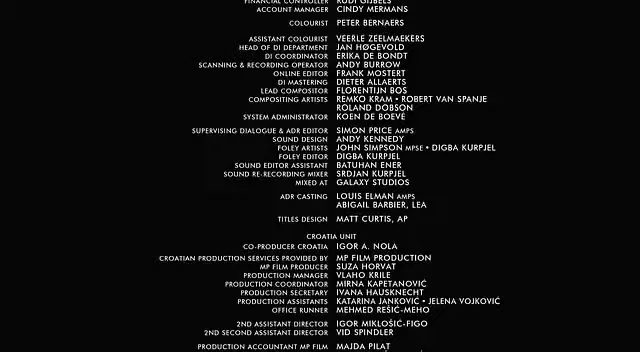 FINANCIAL CONTROLLER RUDI GIJBELS
ACCOUNT MANAGER CINDY MERMANS
COLOURIST PETER BERNAERS
ASSISTANT COLOURIST VEERLE ZEELMAEKERS
HEAD OF DI DEPARTMENT JAN HØGEVOLD
DI COORDINATOR ERIKA DE BONDT
SCANNING & RECORDING OPERATOR ANDY BURROW
ONLINE EDITOR FRANK MOSTERT
DI MASTERING DIETER ALLAERTS
LEAD COMPOSITOR FLORENTIJN BOS
COMPOSITING ARTISTS REMKO KRAM • ROBERT VAN SPANJE
ROLAND DOBSON
SYSTEM ADMINISTRATOR KOEN DE BOEVÉ
SUPERVISING DIALOGUE & ADR EDITOR SIMON PRICE AMPS
SOUND DESIGN ANDY KENNEDY
FOLEY ARTISTS JOHN SIMPSON MPSE • DIGBA KURPJEL
FOLEY EDITOR DIGBA KURPJEL
SOUND EDITOR ASSISTANT BATUHAN ENER
SOUND RE-RECORDING MIXER SRDJAN KURPJEL
MIXED AT GALAXY STUDIOS
ADR CASTING LOUIS ELMAN AMPS
ABIGAIL BARBIER, LEA
TITLES DESIGN MATT CURTIS, AP
CROATIA UNIT
CO-PRODUCER CROATIA IGOR A. NOLA
CROATIAN PRODUCTION SERVICES PROVIDED BY MP FILM PRODUCTION
MP FILM PRODUCER SUZA HORVAT
PRODUCTION MANAGER VLAHO KRILE
PRODUCTION COORDINATOR MIRNA KAPETANOVIĆ
PRODUCTION SECRETARY IVANA HAUSKNECHT
PRODUCTION ASSISTANTS KATARINA JANKOVIĆ • JELENA VOJKOVIĆ
OFFICE RUNNER MEHMED REŠIĆ-MEHO
2ND ASSISTANT DIRECTOR IGOR MIKLOŠIĆ-FIGO
2ND SECOND ASSISTANT DIRECTOR VID SPINDLER
PRODUCTION ACCOUNTANT MP FILM MAJDA PILAT